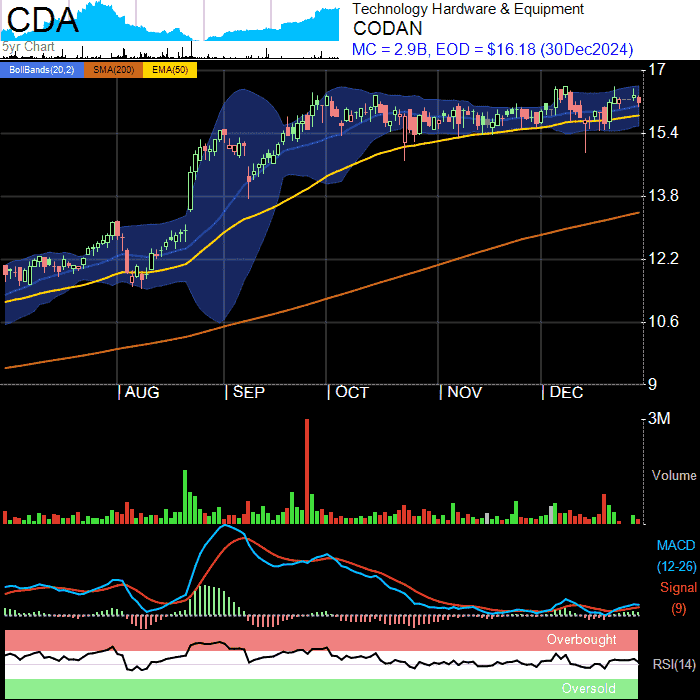 CDA
5yr Chart
Technology Hardware & Equipment
CODAN
MC = 2.9B, EOD = $16.18 (30Dec2024)
BollBands(20,2) SMA(200) EMA(50)
17
15.4
13.8
12.2
10.6
9
AUG SEP OCT NOV DEC
3M
Volume
MACD
(12-26)
Signal
(9)
Overbought
RSI(14)
Oversold